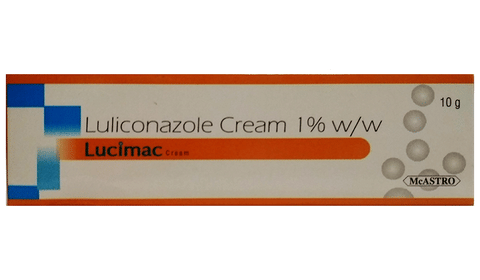 10 g
Luliconazole Cream 1% w/w
Lucimac Cream
McASTRO